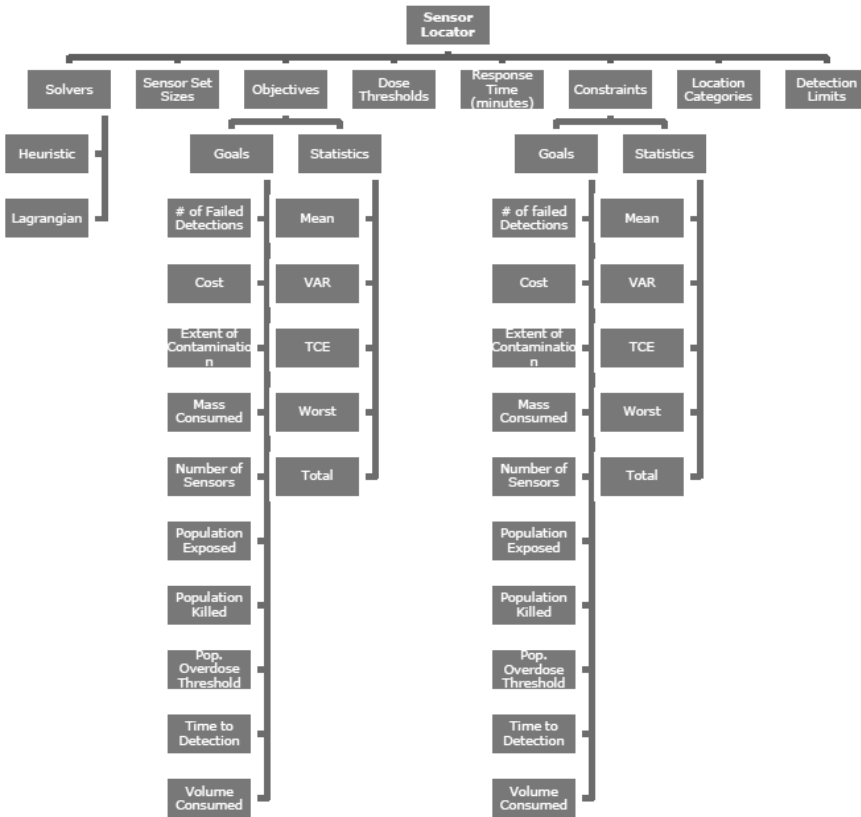 Sensor
Locator
Solvers
Sensor Set
Sizes
Objectives
Dose
Thresholds
Response
Time
(minutes)
Constraints
Location
Categories
Detection
Limits
Heuristic
Lagrangian
Goals
Statistics
# of Failed
Detections
Cost
Extent of
Contaminatio
n
Mass
Consumed
Number of
Sensors
Population
Exposed
Population
Killed
Pop.
Overdose
Threshold
Time to
Detection
Volume
Consumed
Mean
VAR
TCE
Worst
Total
Goals
Statistics
# of failed
Detections
Cost
Extent of
Contaminatio
n
Mass
Consumed
Number of
Sensors
Population
Exposed
Population
Killed
Pop.
Overdose
Threshold
Time to
Detection
Volume
Consumed
Mean
VAR
TCE
Worst
Total